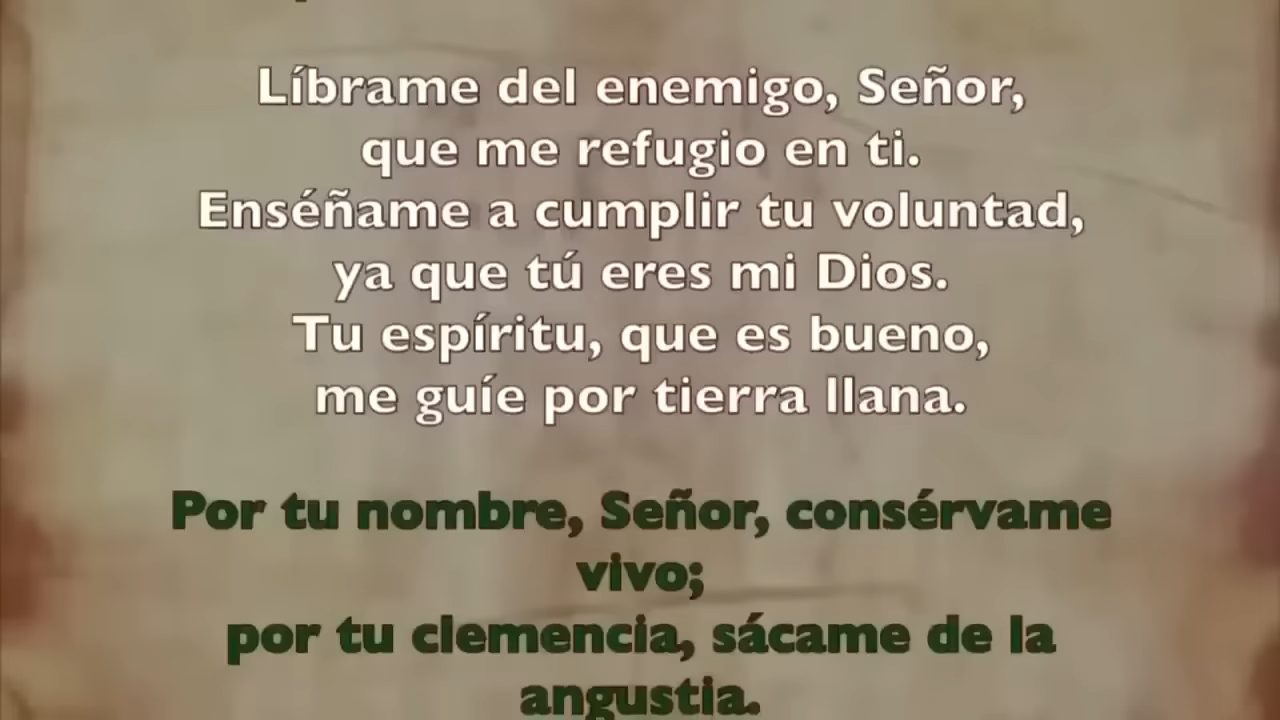 Líbrame del enemigo, Señor,
que me refugio en ti.
Enséñame a cumplir tu voluntad,
ya que tú eres mi Dios.
Tu espíritu, que es bueno,
me guíe por tierra llana.
Por tu nombre, Señor, consérvame
vivo;
por tu clemencia, sácame de la
angustia.